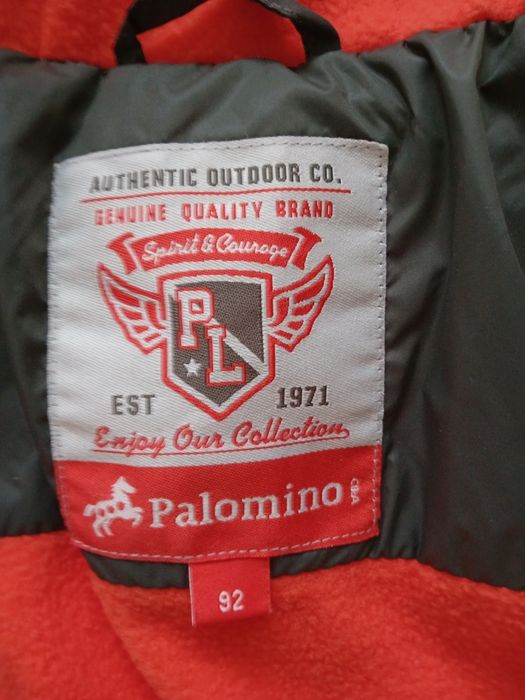 AUTHENTIC OUTDOOR CO.
GENUINE QUALITY BRAND
Spirit & Courage
PL
EST 1971
Enjoy Our Collection
Palomino C&A
92